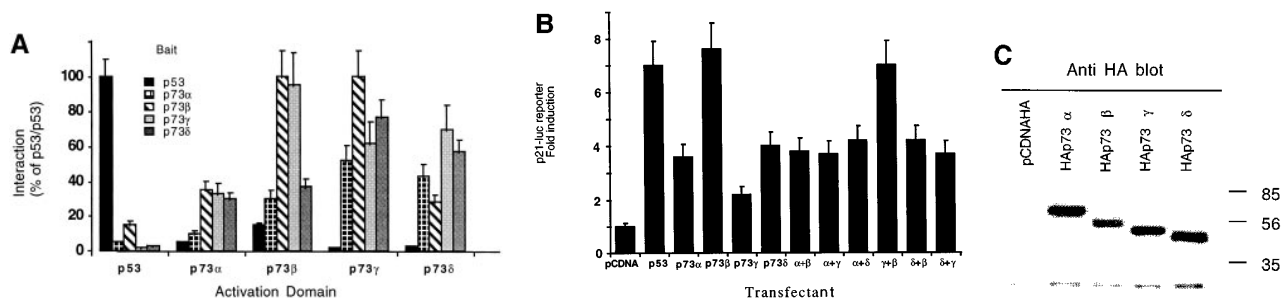 A
Bait
p53
p73α
p73β
p73γ
p73δ
Interaction
(% of p53/p53)
100
80
60
40
20
0
p53 p73α p73β p73γ p73δ
Activation Domain
B
p21-luc reporter
Fold induction
8
6
4
2
0
pCDNA p53 p73α p73β p73γ p73δ α+β α+γ α+δ γ+β δ+β δ+γ
Transfectant
C
Anti HA blot
pCDNAHA
HAp73 α
HAp73 β
HAp73 γ
HAp73 δ
85
56
35